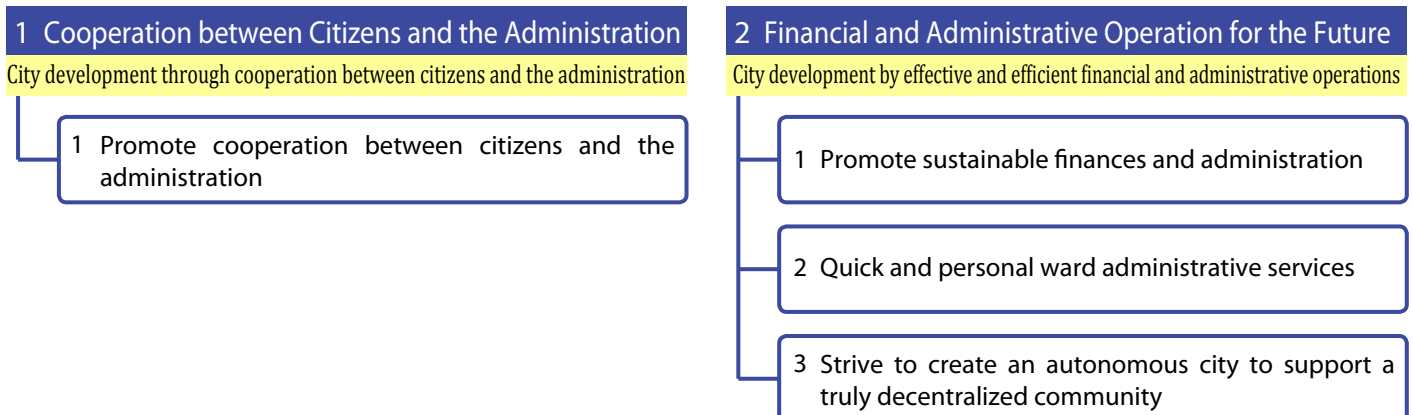 1 Cooperation between Citizens and the Administration
City development through cooperation between citizens and the administration
1 Promote cooperation between citizens and the
administration
2 Financial and Administrative Operation for the Future
City development by effective and efficient financial and administrative operations
1 Promote sustainable finances and administration
2 Quick and personal ward administrative services
3 Strive to create an autonomous city to support a
truly decentralized community